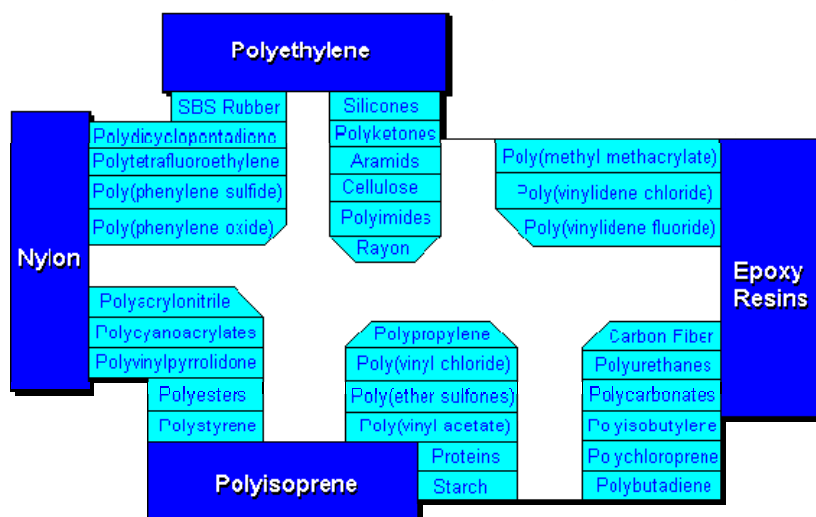 Polyethylene
SBS Rubber
Polydicyclopentadiene
Polytetrafluoroethylene
Poly(phenylene sulfide)
Poly(phenylene oxide)
Silicones
Polyketones
Aramids
Cellulose
Polyimides
Rayon
Poly(methyl methacrylate)
Poly(vinylidene chloride)
Poly(vinylidene fluoride)
Nylon
Epoxy
Resins
Polyacrylonitrile
Polycyanoacrylates
Polyvinylpyrrolidone
Polyesters
Polystyrene
Polypropylene
Poly(vinyl chloride)
Poly(ether sulfones)
Poly(vinyl acetate)
Proteins
Starch
Carbon Fiber
Polyurethanes
Polycarbonates
Polyisobutylene
Polychloroprene
Polybutadiene
Polyisoprene